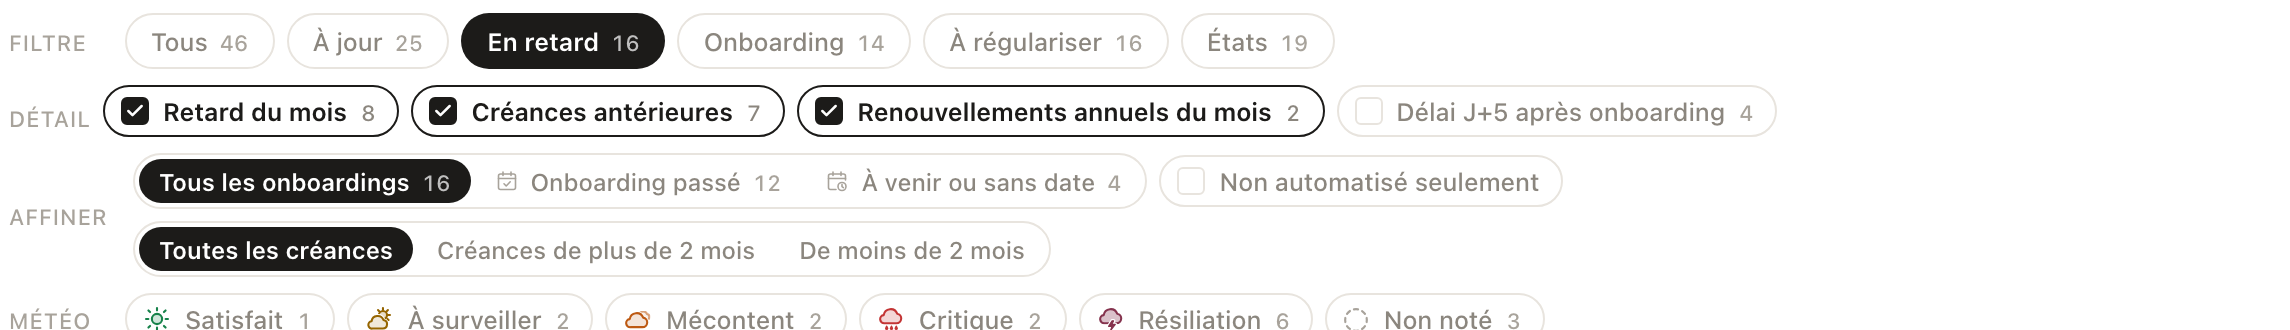 FILTRE Tous 46 À jour 25 En retard 16 Onboarding 14 À régulariser 16 États 19
DÉTAIL Retard du mois 8 Créances antérieures 7 Renouvellements annuels du mois 2 Délai J+5 après onboarding 4
AFFINER Tous les onboardings 16 Onboarding passé 12 À venir ou sans date 4 Non automatisé seulement
Toutes les créances Créances de plus de 2 mois De moins de 2 mois
MÉTÉO Satisfait 1 À surveiller 2 Mécontent 2 Critique 2 Résiliation 6 Non noté 3